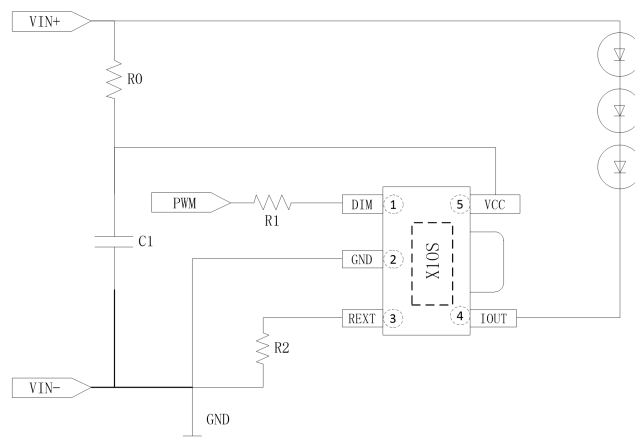 VIN+
R0
PWM
R1
DIM
1
5
VCC
C1
GND
2
X10S
REXT
3
4
IOUT
R2
VIN-
GND